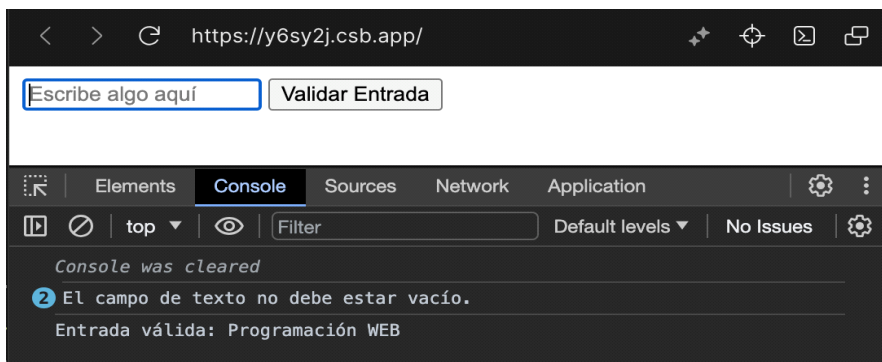 https://y6sy2j.csb.app/
Escribe algo aquí Validar Entrada
Elements Console Sources Network Application
top Filter Default levels No Issues
Console was cleared
2 El campo de texto no debe estar vacío.
Entrada válida: Programación WEB